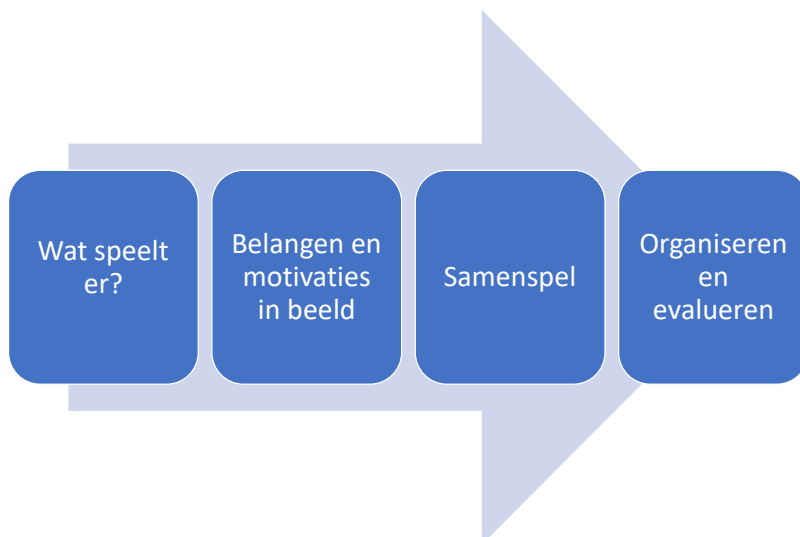 Wat speelt
er?
Belangen en
motivaties
in beeld
Samenspel
Organiseren
en
evalueren